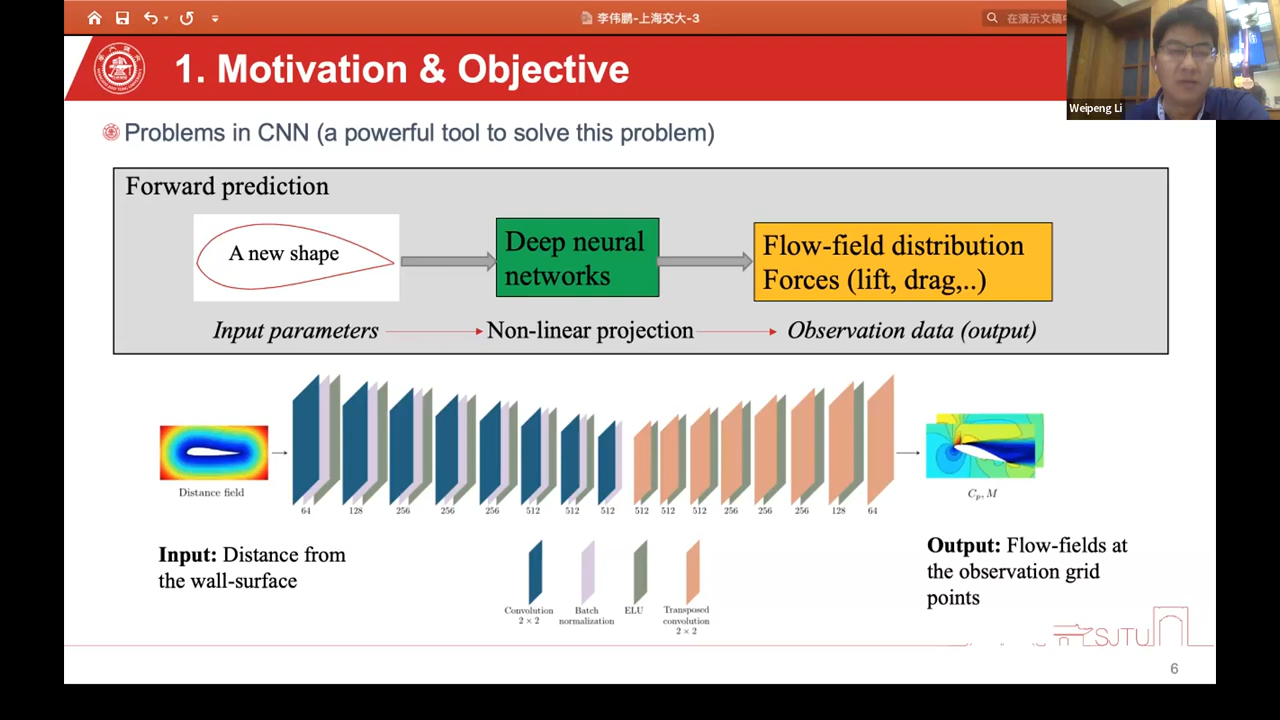 李伟鹏-上海交大-3
在演示文稿中
Weipeng Li
1. Motivation & Objective
Problems in CNN (a powerful tool to solve this problem)
Forward prediction
A new shape
Deep neural
networks
Flow-field distribution
Forces (lift, drag,..)
Input parameters
Non-linear projection
Observation data (output)
Distance field
64 128 256 256 256 512 512 512 512 512 512 256 256 256 128 64
Cp, M
Input: Distance from
the wall-surface
Output: Flow-fields at
the observation grid
points
Convolution
2 × 2
Batch
normalization
ELU
Transposed
convolution
2 × 2
SJTU
6